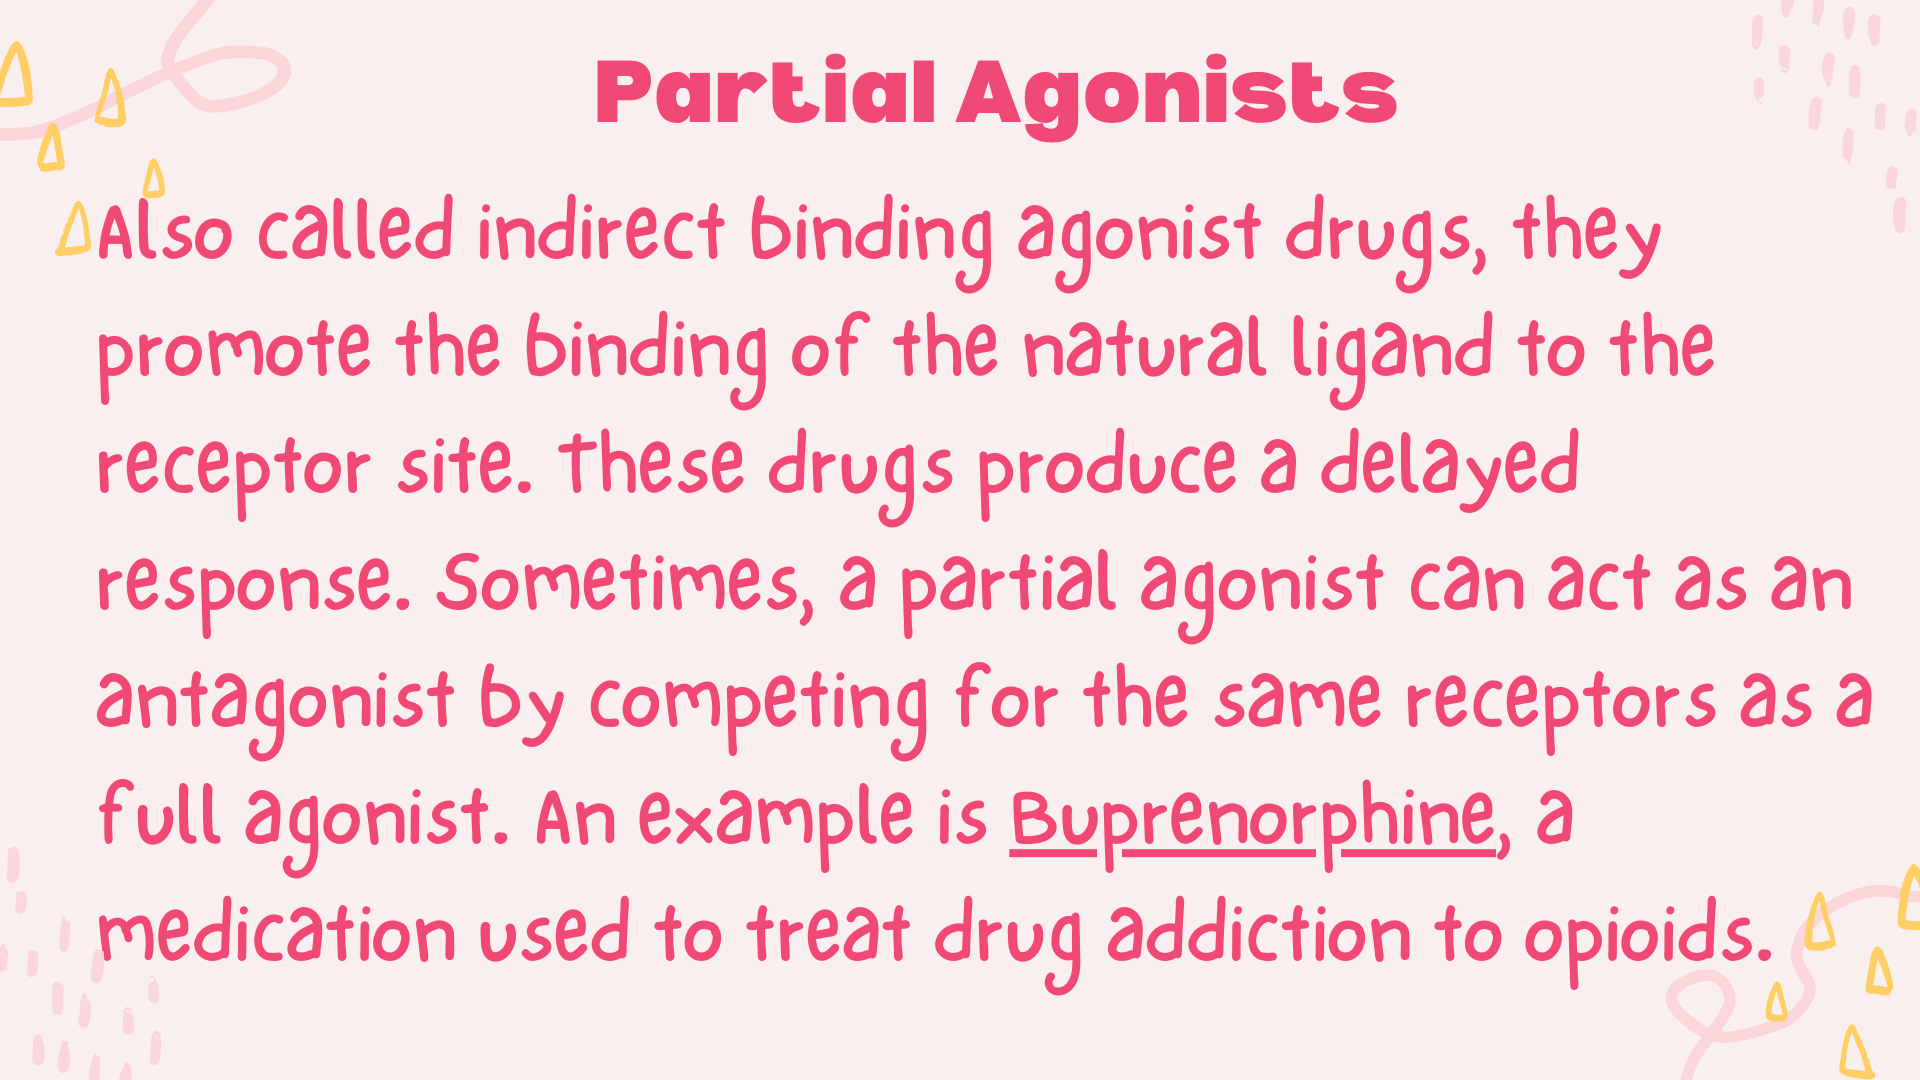 Partial Agonists
Also called indirect binding agonist drugs, they
promote the binding of the natural ligand to the
receptor site. These drugs produce a delayed
response. Sometimes, a partial agonist can act as an
antagonist by competing for the same receptors as a
full agonist. An example is Buprenorphine, a
medication used to treat drug addiction to opioids.